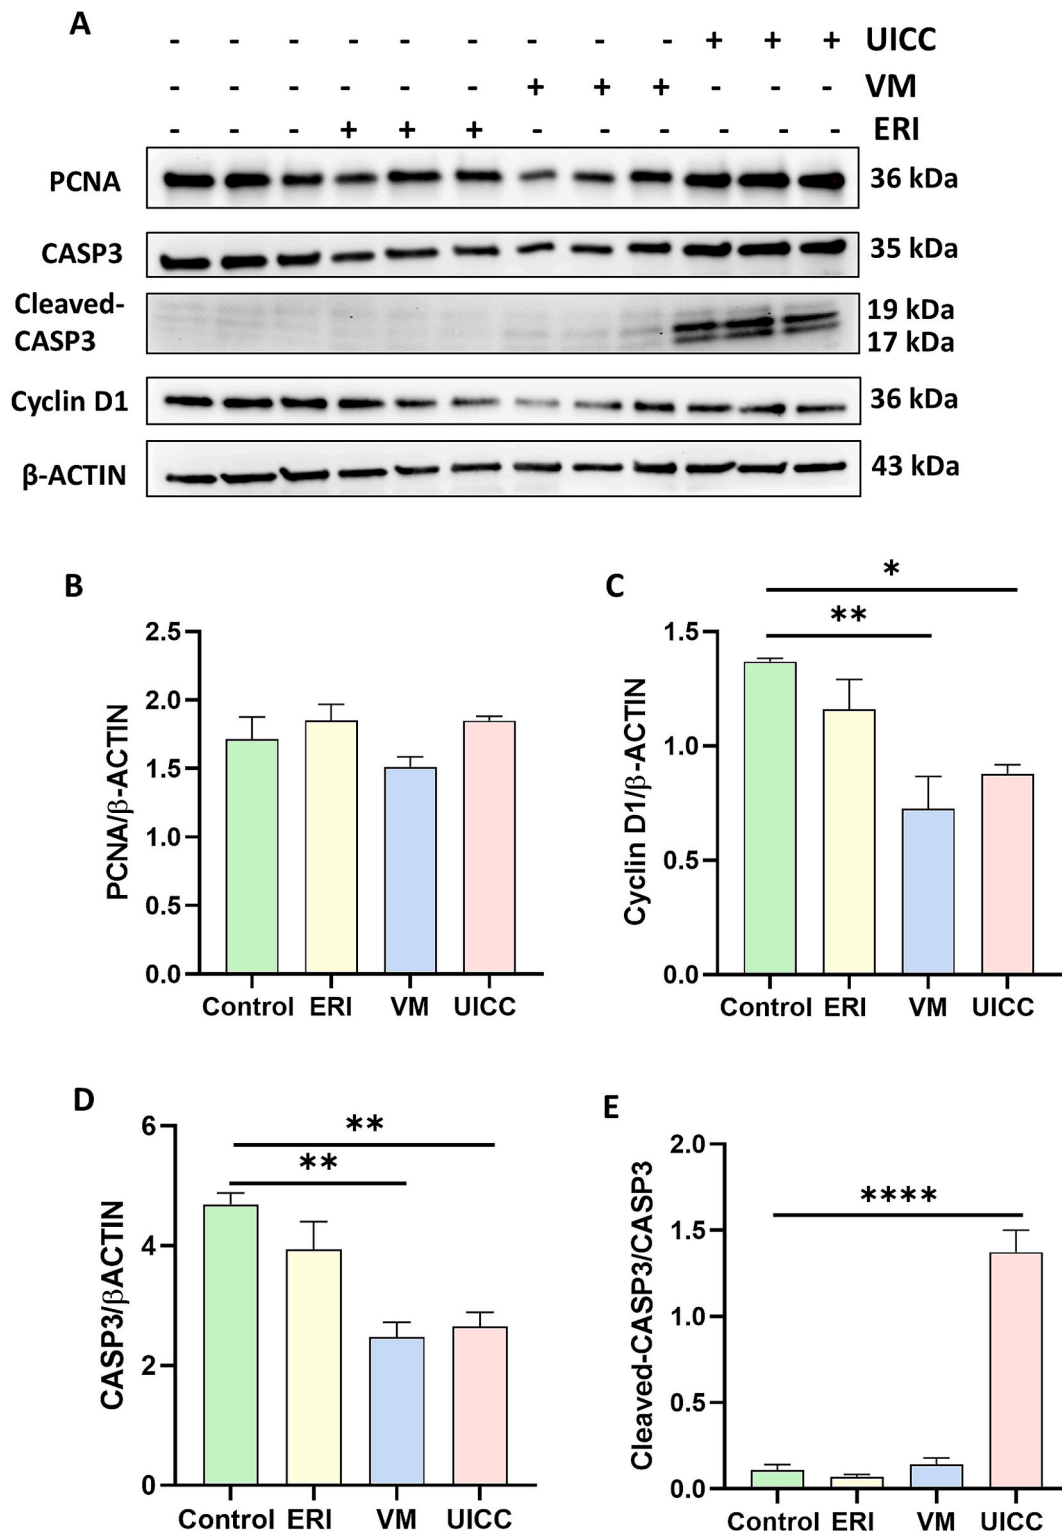 A
- - - - - - - - - + + + UICC
- - - - - - + + + - - - VM
- - - + + + - - - - - - ERI
PCNA 36 kDa
CASP3 35 kDa
Cleaved- 19 kDa
CASP3 17 kDa
Cyclin D1 36 kDa
β-ACTIN 43 kDa
B
2.5
2.0
1.5
1.0
0.5
0.0
PCNA/β-ACTIN
Control ERI VM UICC
C
*
**
1.5
1.0
0.5
0.0
Cyclin D1/β-ACTIN
Control ERI VM UICC
D
**
**
6
4
2
0
CASP3/βACTIN
Control ERI VM UICC
E
****
2.0
1.5
1.0
0.5
0.0
Cleaved-CASP3/CASP3
Control ERI VM UICC